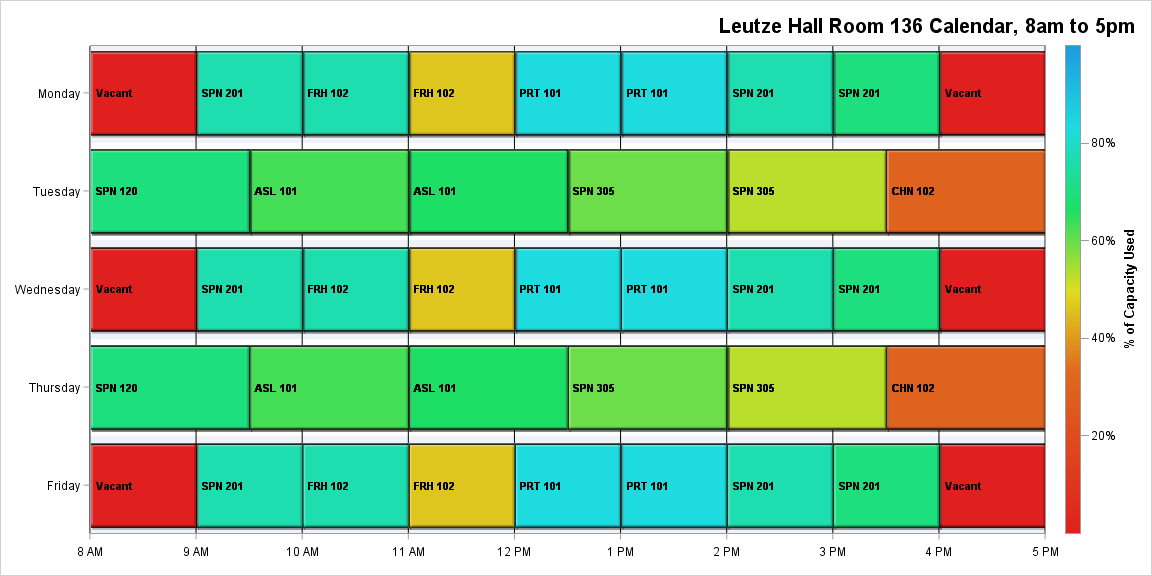 Leutze Hall Room 136 Calendar, 8am to 5pm
Monday
Vacant
SPN 201
FRH 102
FRH 102
PRT 101
PRT 101
SPN 201
SPN 201
Vacant
Tuesday
SPN 120
ASL 101
ASL 101
SPN 305
SPN 305
CHN 102
Wednesday
Vacant
SPN 201
FRH 102
FRH 102
PRT 101
PRT 101
SPN 201
SPN 201
Vacant
Thursday
SPN 120
ASL 101
ASL 101
SPN 305
SPN 305
CHN 102
Friday
Vacant
SPN 201
FRH 102
FRH 102
PRT 101
PRT 101
SPN 201
SPN 201
Vacant
8 AM
9 AM
10 AM
11 AM
12 PM
1 PM
2 PM
3 PM
4 PM
5 PM
80%
60%
40%
20%
% of Capacity Used